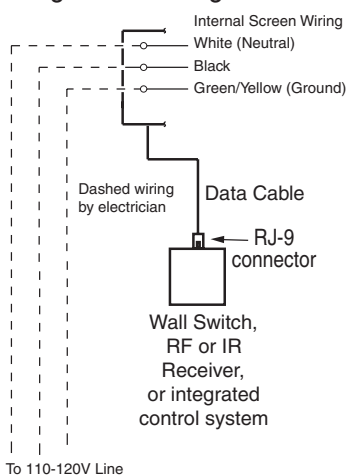 Internal Screen Wiring
White (Neutral)
Black
Green/Yellow (Ground)
Dashed wiring
by electrician
Data Cable
RJ-9
connector
Wall Switch,
RF or IR
Receiver,
or integrated
control system
To 110-120V Line